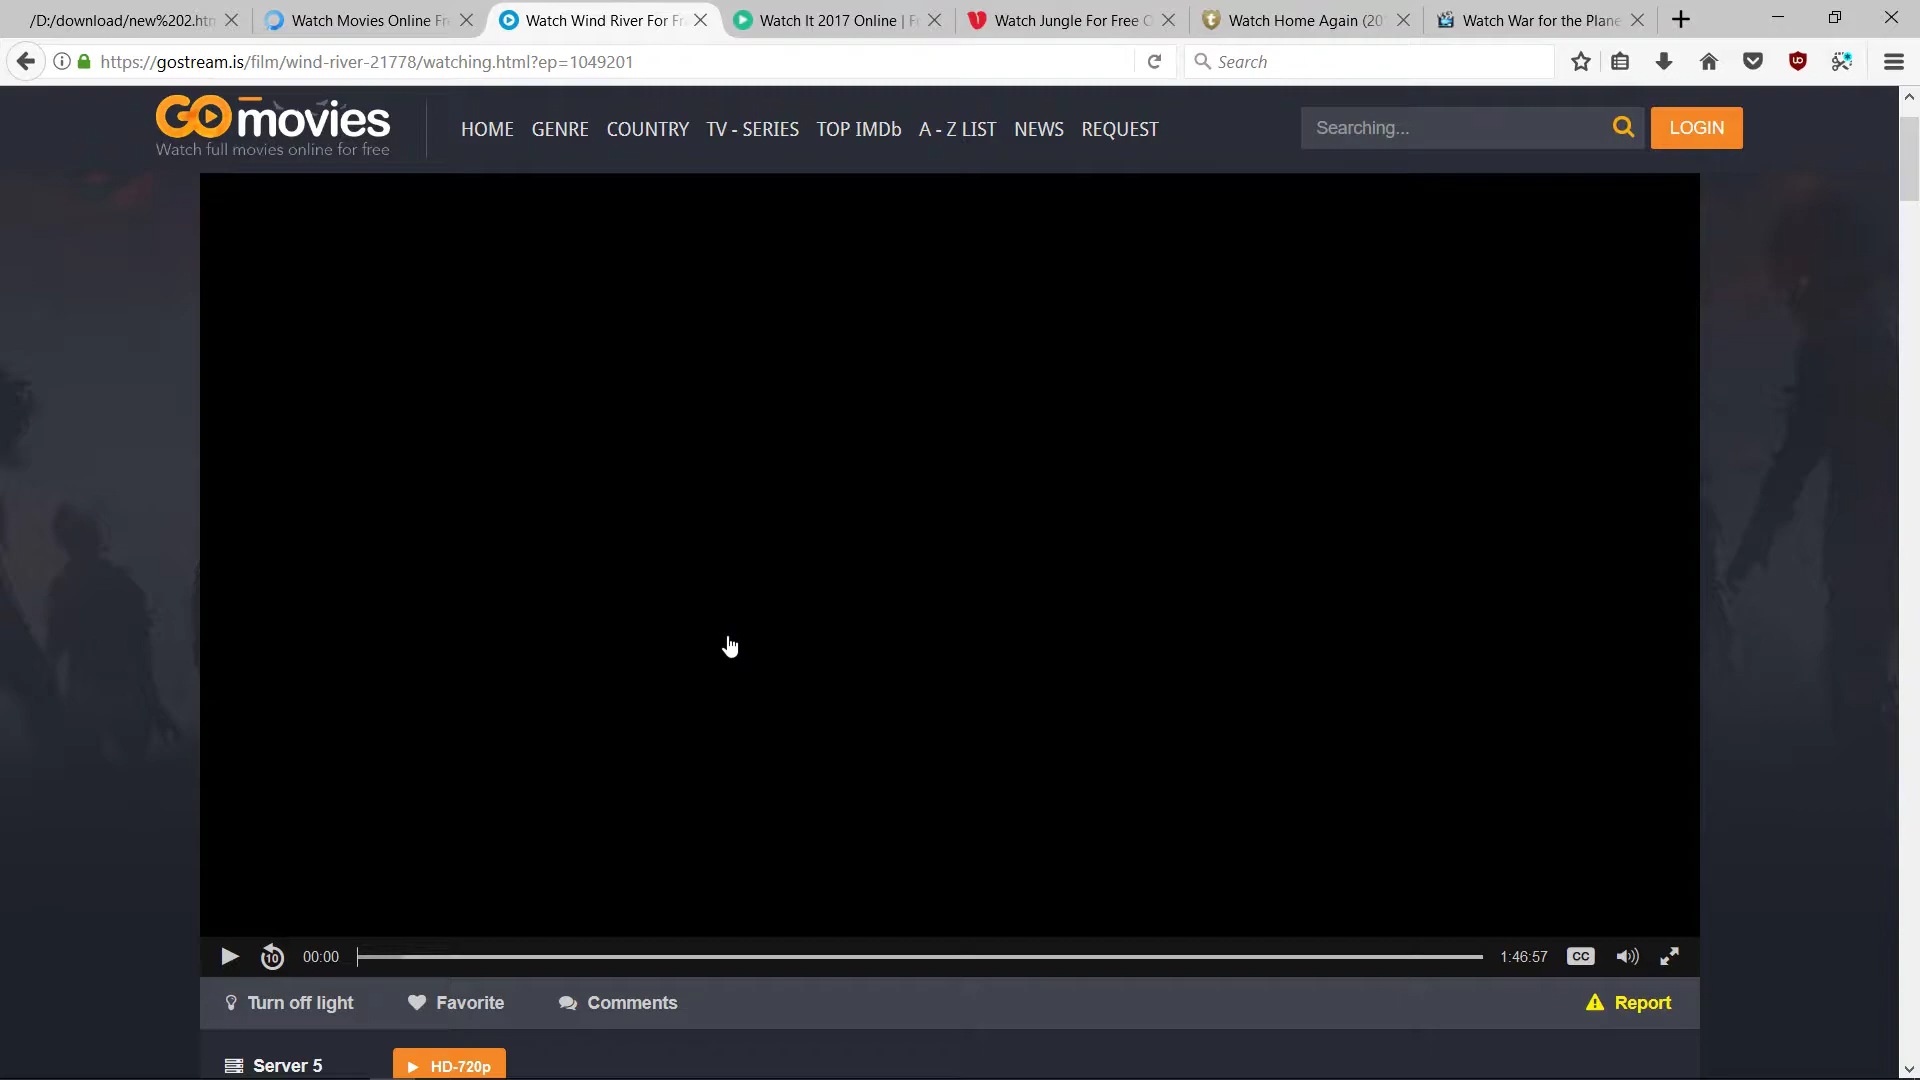 /D:/download/new%202.htm
Watch Movies Online Fr
Watch Wind River For Fr
Watch It 2017 Online | F
Watch Jungle For Free O
Watch Home Again (20
Watch War for the Plane
https://gostream.is/film/wind-river-21778/watching.html?ep=1049201
Search
GOmovies
Watch full movies online for free
HOME GENRE COUNTRY TV - SERIES TOP IMDb A - Z LIST NEWS REQUEST
Searching...
LOGIN
10
00:00
1:46:57
CC
Turn off light
Favorite
Comments
Report
Server 5
HD-720p